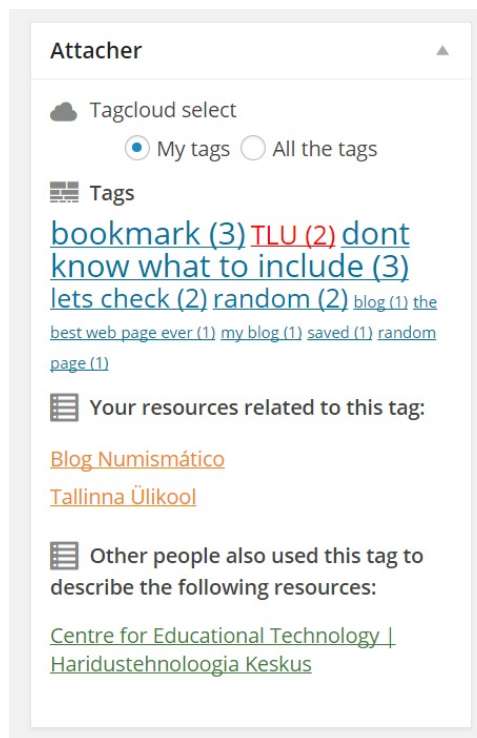 Attacher
Tagcloud select
My tags All the tags
Tags
bookmark (3) TLU (2) dont
know what to include (3)
lets check (2) random (2) blog (1) the
best web page ever (1) my blog (1) saved (1) random
page (1)
Your resources related to this tag:
Blog Numismático
Tallinna Ülikool
Other people also used this tag to
describe the following resources:
Centre for Educational Technology |
Haridustehnoloogia Keskus